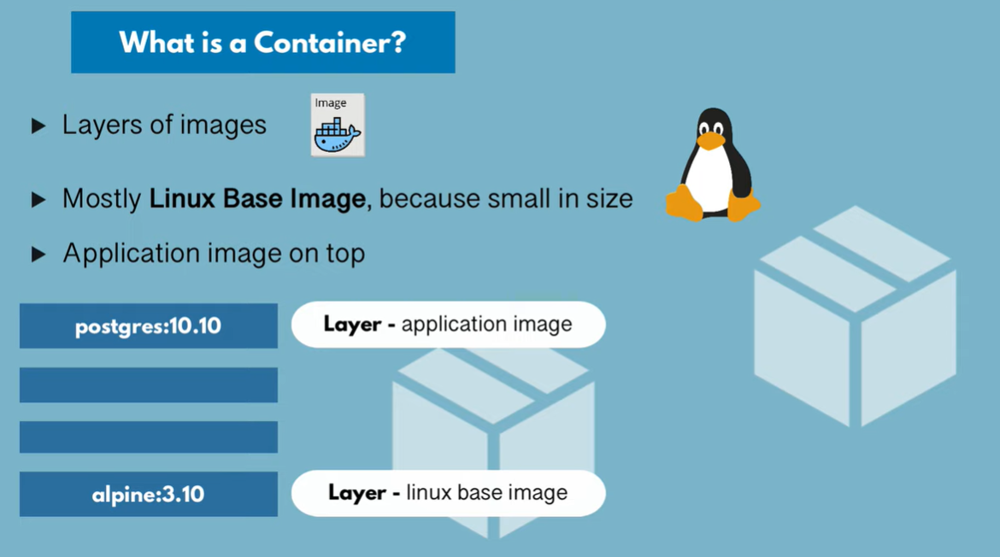 What is a Container?
Layers of images
Image
Mostly Linux Base Image, because small in size
Application image on top
postgres:10.10
Layer - application image
alpine:3.10
Layer - linux base image